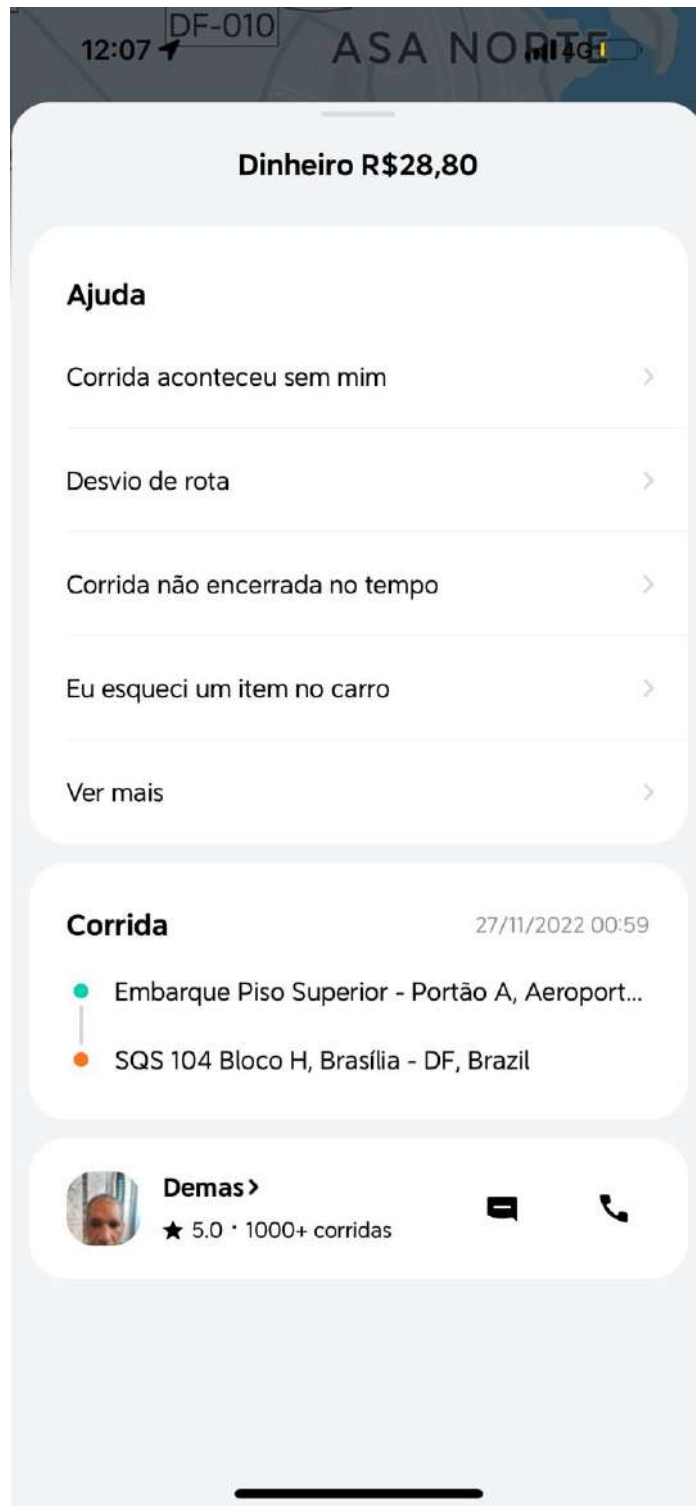 DF-010
12:07
ASA NORTE
4G
Dinheiro R$28,80
Ajuda
Corrida aconteceu sem mim
Desvio de rota
Corrida não encerrada no tempo
Eu esqueci um item no carro
Ver mais
Corrida
27/11/2022 00:59
Embarque Piso Superior - Portão A, Aeroport...
SQS 104 Bloco H, Brasília - DF, Brazil
Demas>
★ 5.0 · 1000+ corridas